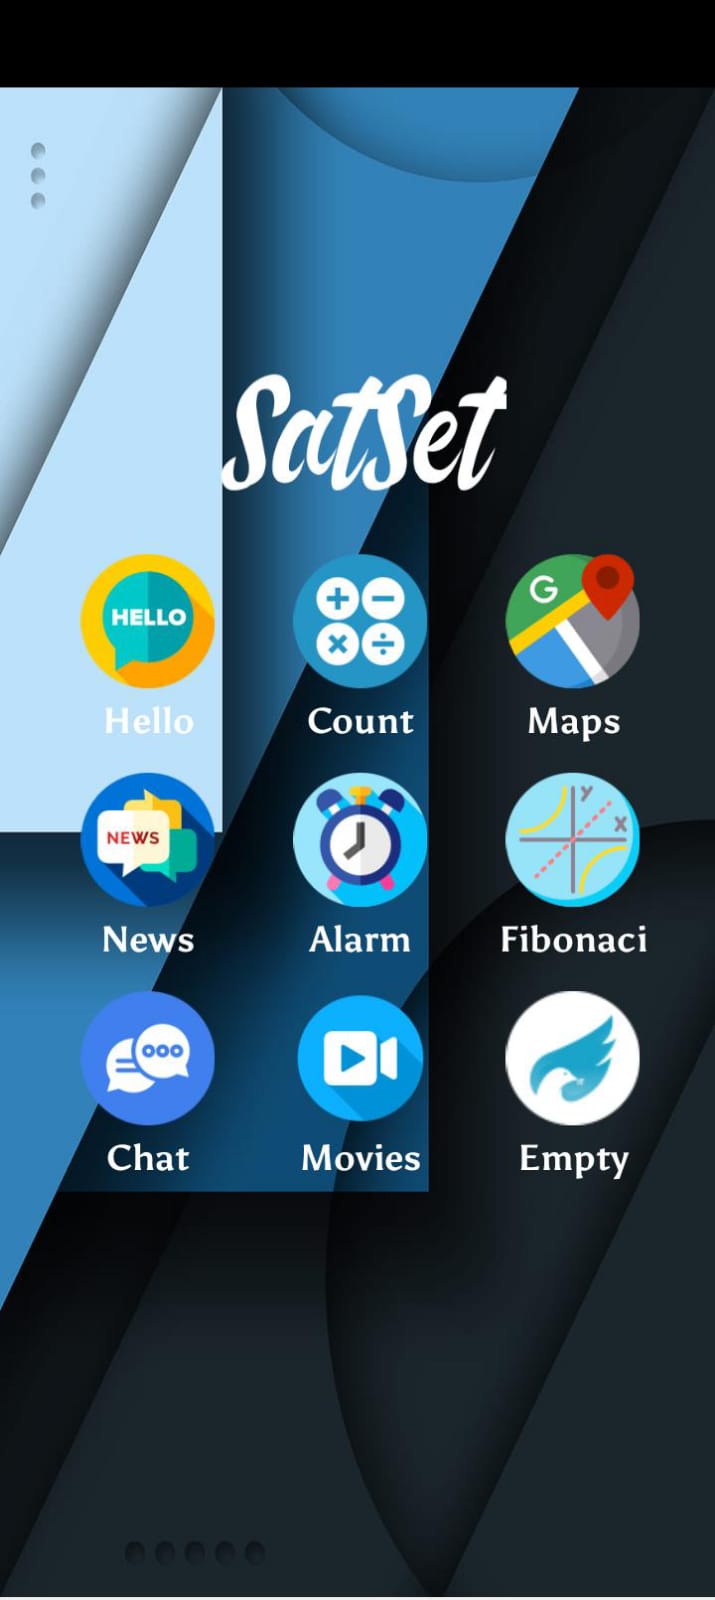 SatSet
HELLO
G
Hello
Count
Maps
NEWS
y
x
News
Alarm
Fibonaci
Chat
Movies
Empty